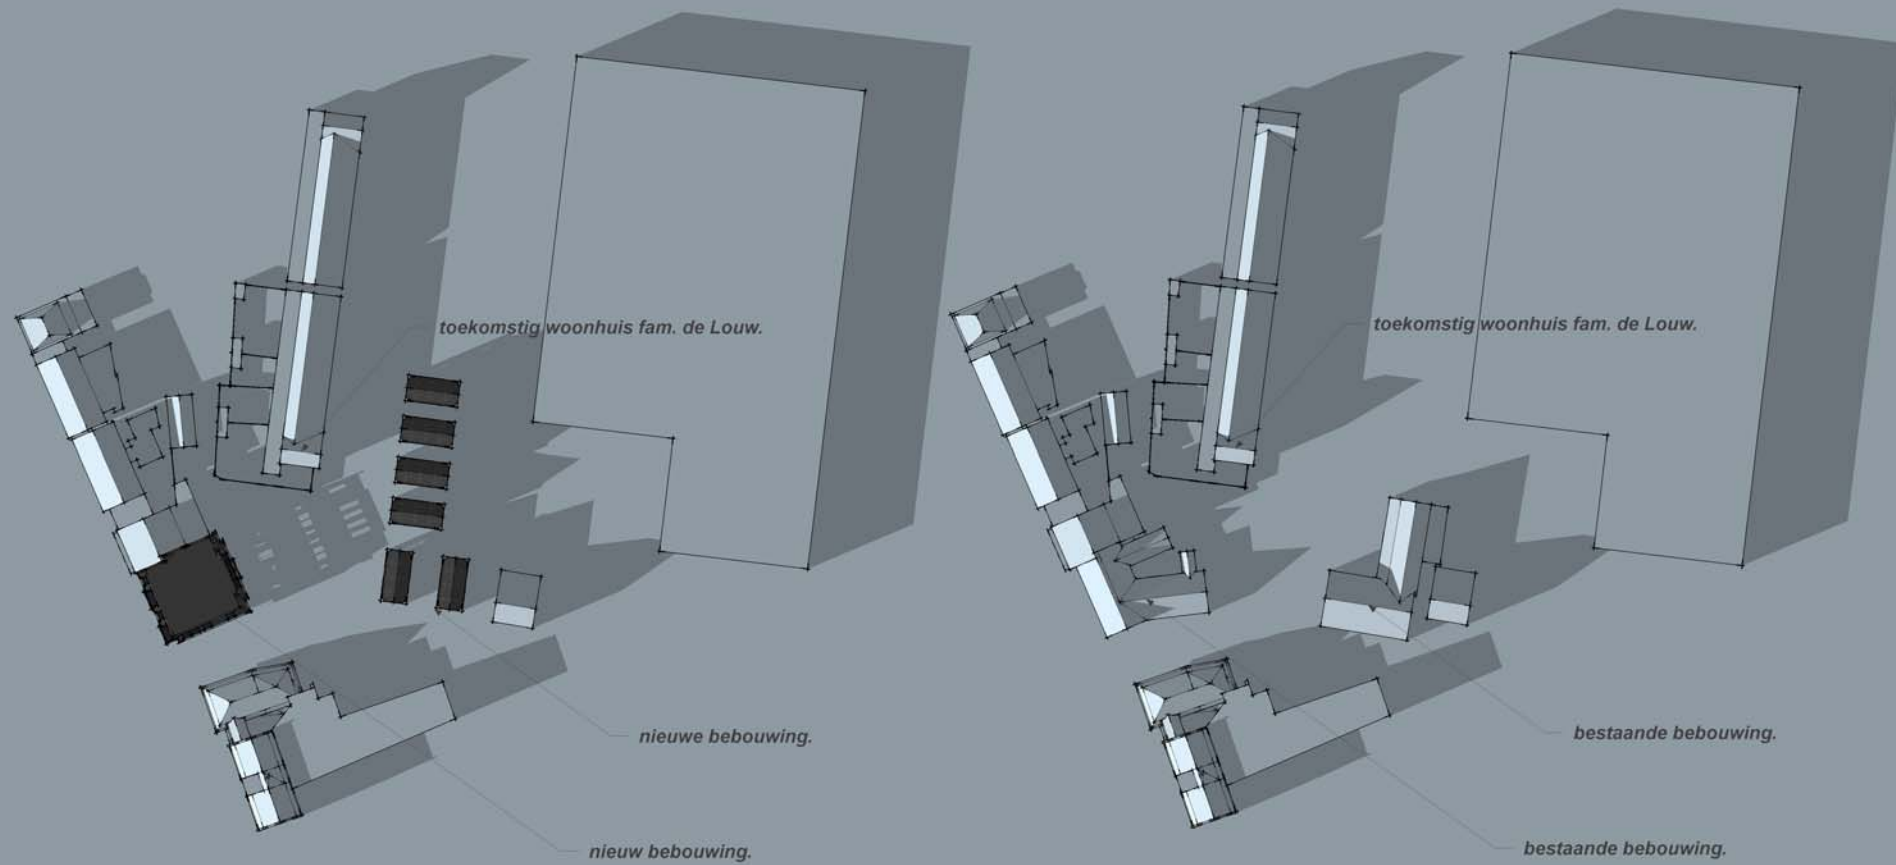 toekomstig woonhuis fam. de Louw.
nieuwe bebouwing.
nieuw bebouwing.
toekomstig woonhuis fam. de Louw.
bestaande bebouwing.
bestaande bebouwing.